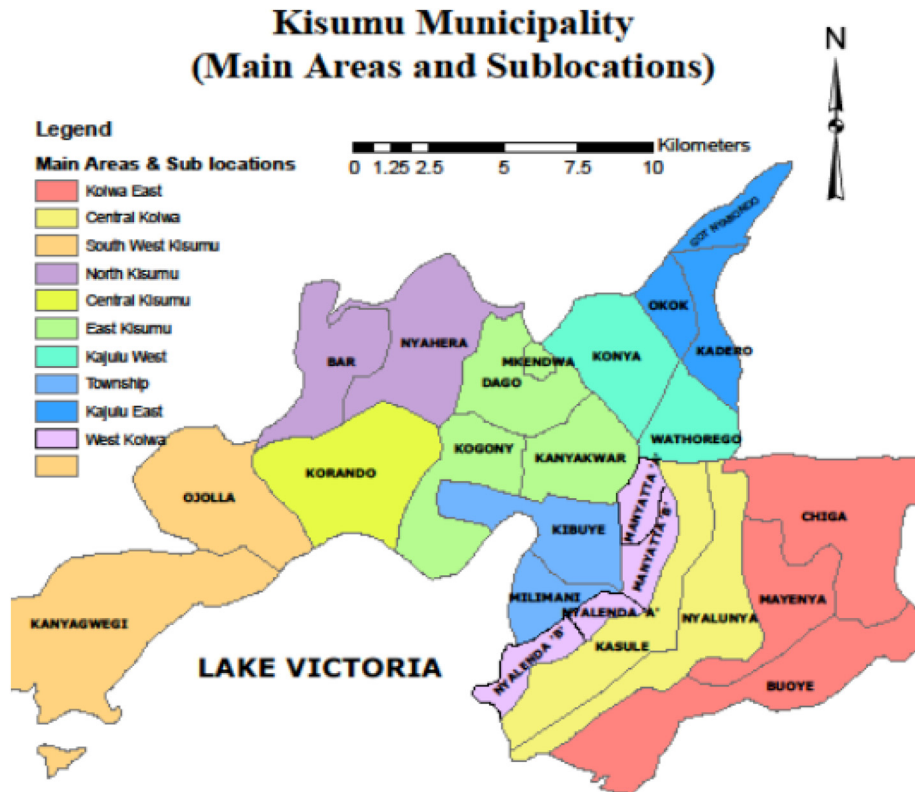 Kisumu Municipality
(Main Areas and Sublocations)
N
Legend
Main Areas & Sub locations
Kolwa East
Central Kolwa
South West Kisumu
North Kisumu
Central Kisumu
East Kisumu
Kajulu West
Township
Kajulu East
West Kolwa
Kilometers
0 1.25 2.5 5 7.5 10
GOT NYABONDO
OKOK
KADERO
NYAHERA
BAR
MKENDWA
KONYA
DAGO
WATHOREGO
KOGONY
KANYAKWAR
KORANDO
OJOLLA
MANYATTA 'A'
MANYATTA 'B'
KIBUYE
CHIGA
MILIMANI
NYALENDA 'A'
MAYENYA
NYALUNYA
KANYAGWEGI
KASULE
NYALENDA 'B'
LAKE VICTORIA
BUOYE